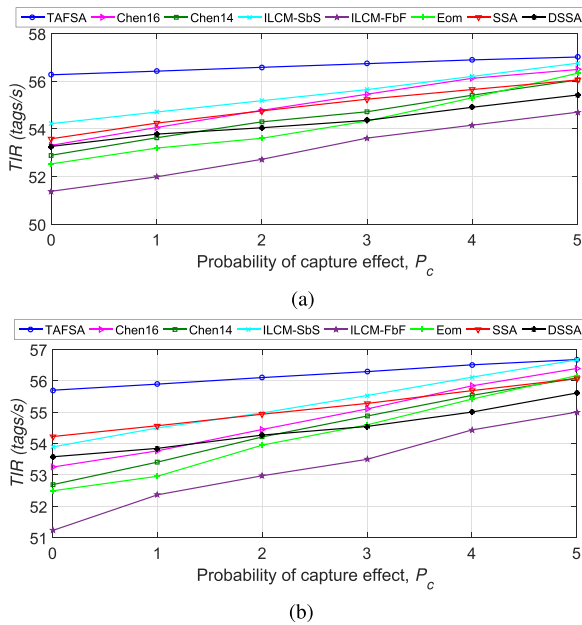 TAFSA Chen16 Chen14 ILCM-SbS ILCM-FbF Eom SSA DSSA
58
56
54
52
50
TIR (tags/s)
0 1 2 3 4 5
Probability of capture effect, Pc
(a)
TAFSA Chen16 Chen14 ILCM-SbS ILCM-FbF Eom SSA DSSA
57
56
55
54
53
52
51
TIR (tags/s)
0 1 2 3 4 5
Probability of capture effect, Pc
(b)